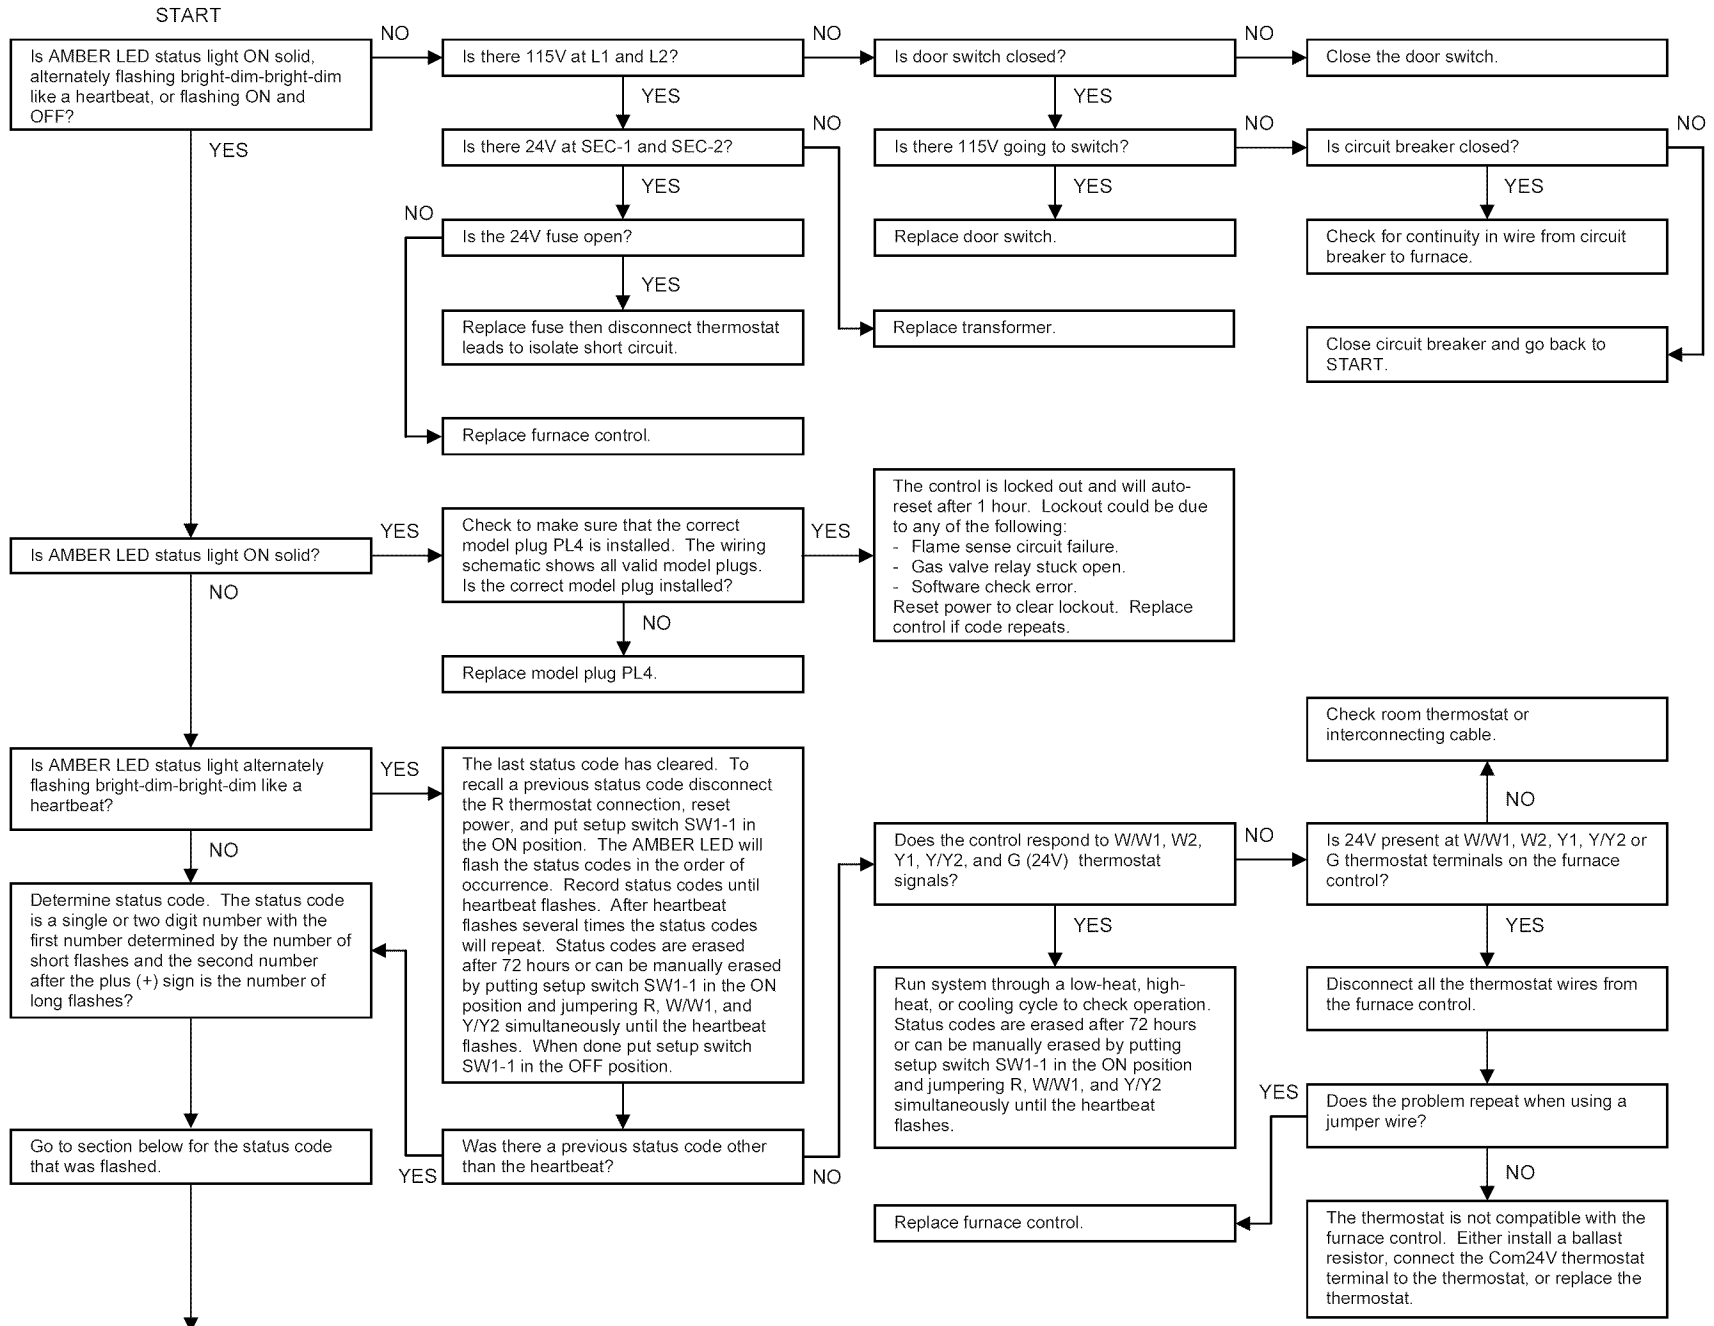 START
Is AMBER LED status light ON solid,
alternately flashing bright-dim-bright-dim
like a heartbeat, or flashing ON and
OFF?
NO
Is there 115V at L1 and L2?
NO
Is door switch closed?
NO
Close the door switch.
YES
YES
YES
Is there 24V at SEC-1 and SEC-2?
NO
Is there 115V going to switch?
NO
Is circuit breaker closed?
NO
YES
YES
YES
NO
Is the 24V fuse open?
Replace door switch.
Check for continuity in wire from circuit
breaker to furnace.
YES
Replace fuse then disconnect thermostat
leads to isolate short circuit.
Replace transformer.
Close circuit breaker and go back to
START.
Replace furnace control.
Is AMBER LED status light ON solid?
YES
Check to make sure that the correct
model plug PL4 is installed.  The wiring
schematic shows all valid model plugs.
Is the correct model plug installed?
YES
The control is locked out and will auto-
reset after 1 hour.  Lockout could be due
to any of the following:
-  Flame sense circuit failure.
-  Gas valve relay stuck open.
-  Software check error.
Reset power to clear lockout.  Replace
control if code repeats.
NO
NO
Replace model plug PL4.
Is AMBER LED status light alternately
flashing bright-dim-bright-dim like a
heartbeat?
YES
The last status code has cleared.  To
recall a previous status code disconnect
the R thermostat connection, reset
power, and put setup switch SW1-1 in
the ON position.  The AMBER LED will
flash the status codes in the order of
occurrence.  Record status codes until
heartbeat flashes.  After heartbeat
flashes several times the status codes
will repeat.  Status codes are erased
after 72 hours or can be manually erased
by putting setup switch SW1-1 in the ON
position and jumpering R, W/W1, and
Y/Y2 simultaneously until the heartbeat
flashes.  When done put setup switch
SW1-1 in the OFF position.
Check room thermostat or
interconnecting cable.
NO
NO
Does the control respond to W/W1, W2,
Y1, Y/Y2, and G (24V)  thermostat
signals?
NO
Is 24V present at W/W1, W2, Y1, Y/Y2 or
G thermostat terminals on the furnace
control?
Determine status code.  The status code
is a single or two digit number with the
first number determined by the number of
short flashes and the second number
after the plus (+) sign is the number of
long flashes?
YES
YES
Run system through a low-heat, high-
heat, or cooling cycle to check operation.
Status codes are erased after 72 hours
or can be manually erased by putting
setup switch SW1-1 in the ON position
and jumpering R, W/W1, and Y/Y2
simultaneously until the heartbeat
flashes.
Disconnect all the thermostat wires from
the furnace control.
YES
Does the problem repeat when using a
jumper wire?
Go to section below for the status code
that was flashed.
YES
Was there a previous status code other
than the heartbeat?
NO
NO
Replace furnace control.
The thermostat is not compatible with the
furnace control.  Either install a ballast
resistor, connect the Com24V thermostat
terminal to the thermostat, or replace the
thermostat.